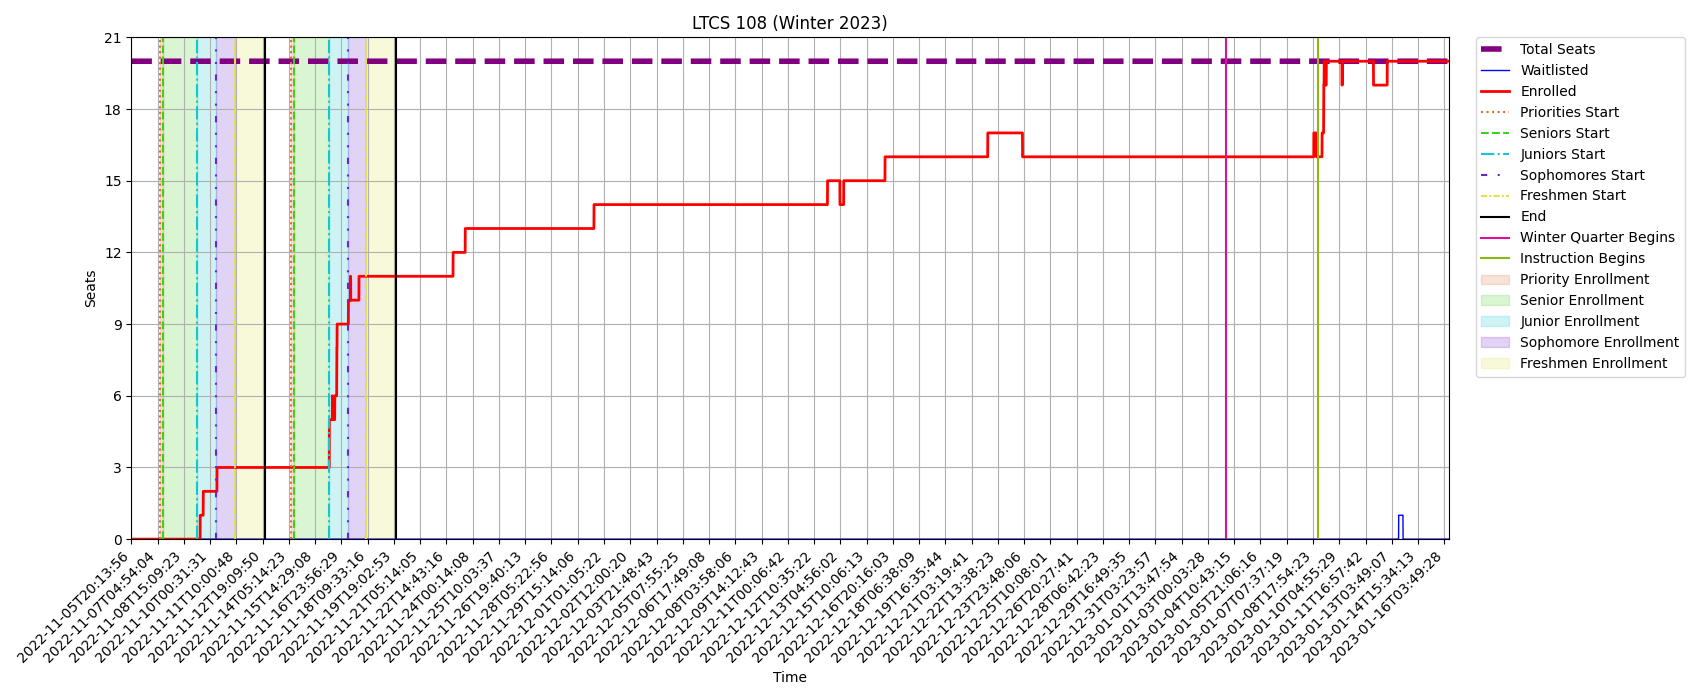 LTCS 108 (Winter 2023)
21
18
15
12
9
6
3
0
Seats
2022-11-05T20:13:56
2022-11-07T04:54:04
2022-11-08T15:09:23
2022-11-10T00:31:31
2022-11-11T10:00:48
2022-11-12T19:09:50
2022-11-14T05:14:23
2022-11-15T14:29:08
2022-11-16T23:56:29
2022-11-18T09:33:16
2022-11-19T19:02:53
2022-11-21T05:14:05
2022-11-22T14:43:16
2022-11-24T00:14:08
2022-11-25T10:03:37
2022-11-26T19:40:13
2022-11-28T05:22:56
2022-11-29T15:14:06
2022-12-01T01:05:22
2022-12-02T12:00:20
2022-12-03T21:48:43
2022-12-05T07:55:25
2022-12-06T17:49:08
2022-12-08T03:58:06
2022-12-09T14:12:43
2022-12-11T00:06:42
2022-12-12T10:35:22
2022-12-13T14:56:02
2022-12-15T10:06:13
2022-12-16T20:16:03
2022-12-18T06:38:09
2022-12-19T16:35:44
2022-12-21T03:19:41
2022-12-22T13:38:23
2022-12-23T23:48:06
2022-12-25T10:08:01
2022-12-26T20:27:41
2022-12-28T06:42:23
2022-12-29T16:49:35
2022-12-31T03:23:57
2023-01-01T13:47:54
2023-01-03T00:03:28
2023-01-04T10:43:15
2023-01-05T21:06:16
2023-01-07T07:37:19
2023-01-08T17:54:23
2023-01-10T04:55:29
2023-01-11T16:57:42
2023-01-13T03:49:07
2023-01-14T15:34:13
2023-01-16T03:49:28
Time
Total Seats
Waitlisted
Enrolled
Priorities Start
Seniors Start
Juniors Start
Sophomores Start
Freshmen Start
End
Winter Quarter Begins
Instruction Begins
Priority Enrollment
Senior Enrollment
Junior Enrollment
Sophomore Enrollment
Freshmen Enrollment